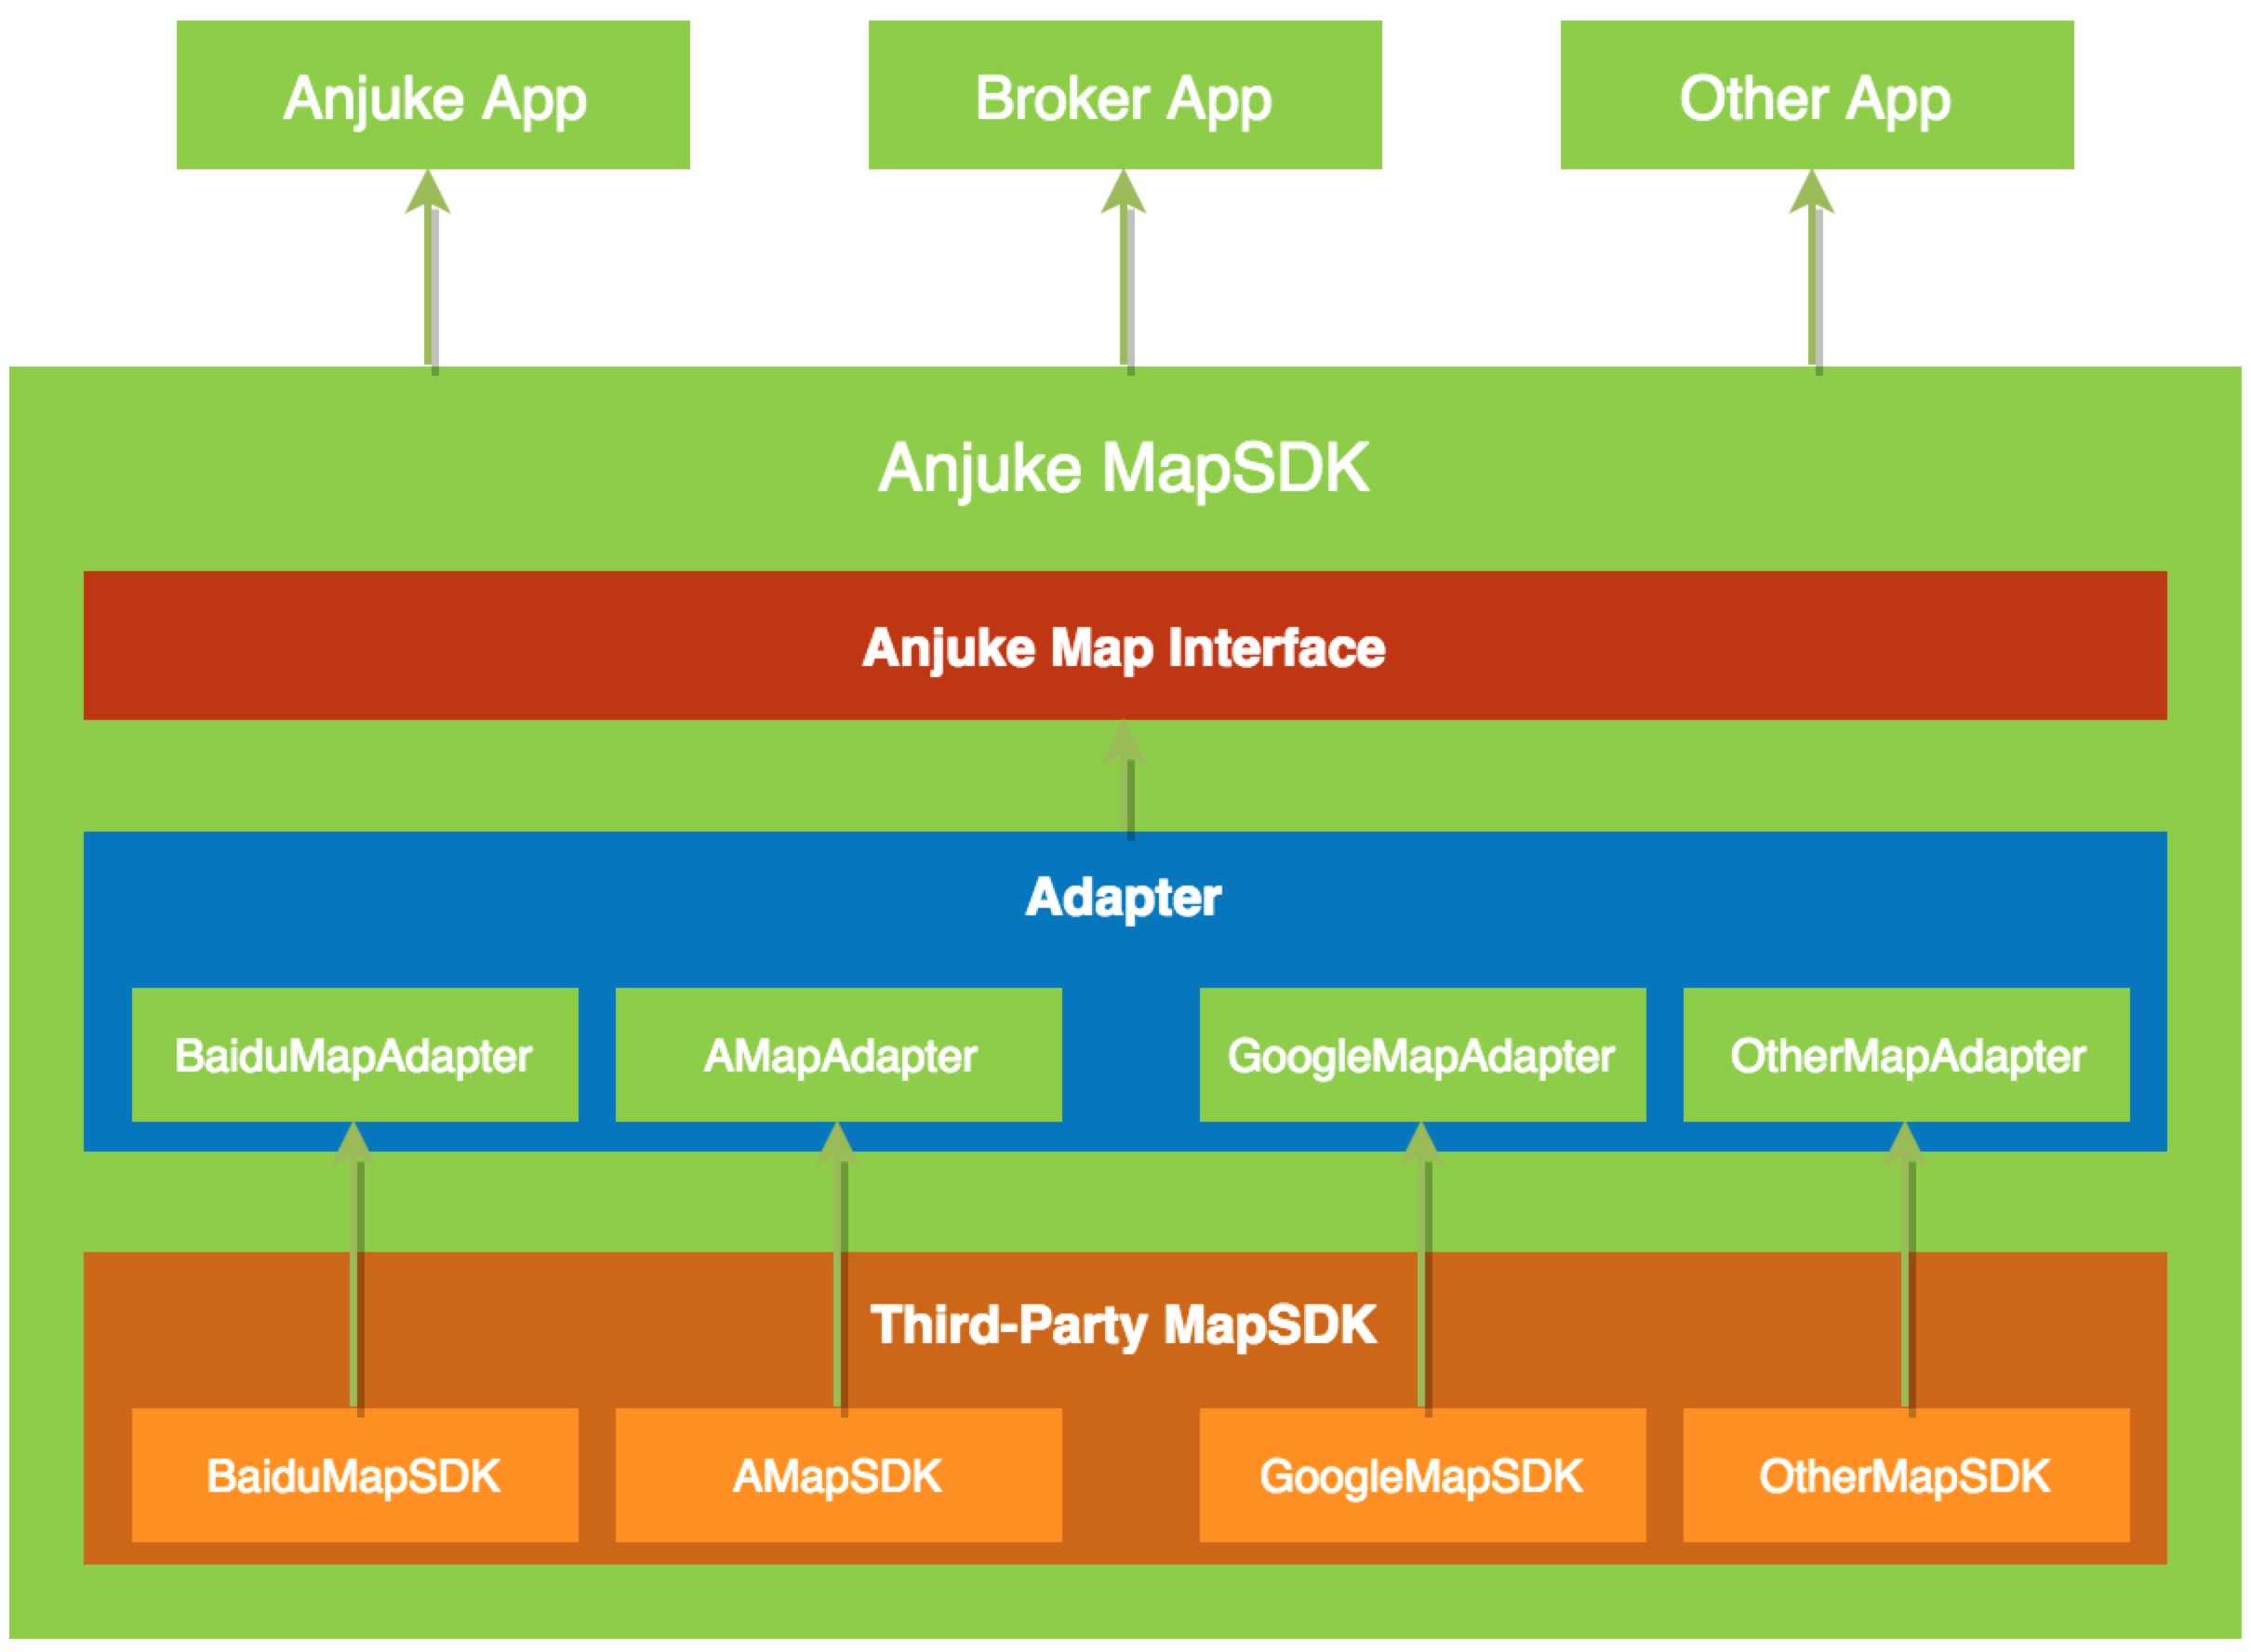 Anjuke App
Broker App
Other App
Anjuke MapSDK
Anjuke Map Interface
Adapter
BaiduMapAdapter
AMapAdapter
GoogleMapAdapter
OtherMapAdapter
Third-Party MapSDK
BaiduMapSDK
AMapSDK
GoogleMapSDK
OtherMapSDK